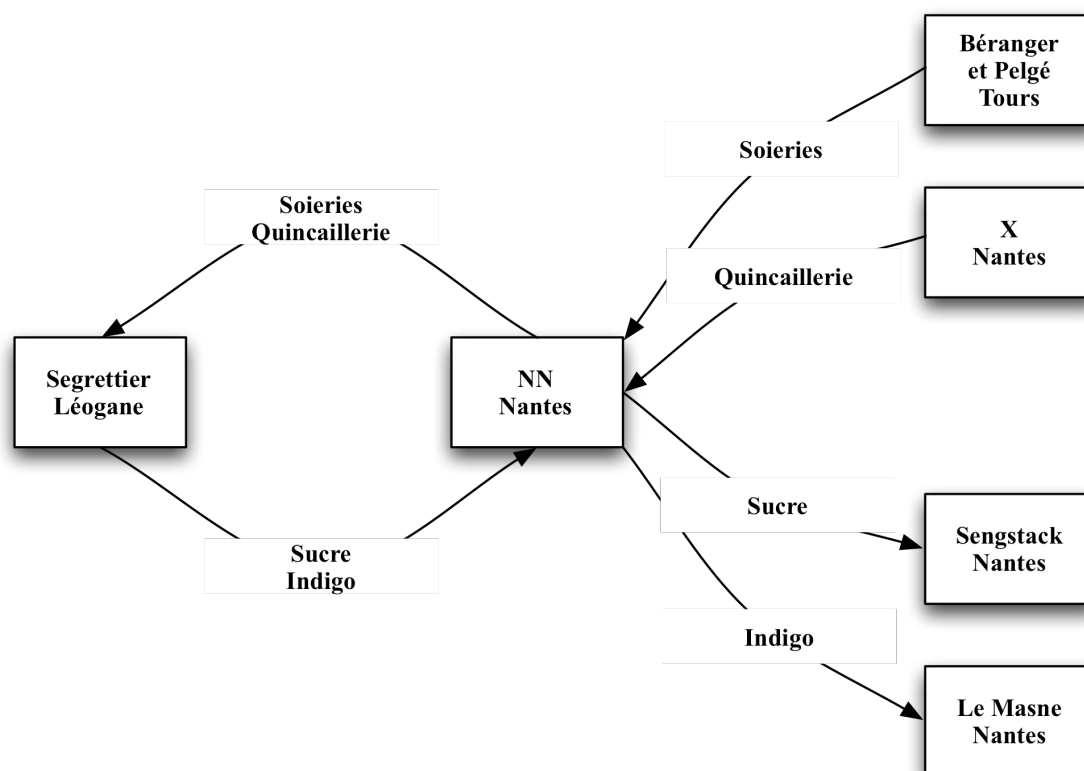 Béranger
et Pelgé
Tours
Soieries
X
Nantes
Quincaillerie
Soieries
Quincaillerie
Segrettier
Léogane
NN
Nantes
Sucre
Indigo
Sucre
Sengstack
Nantes
Indigo
Le Masne
Nantes